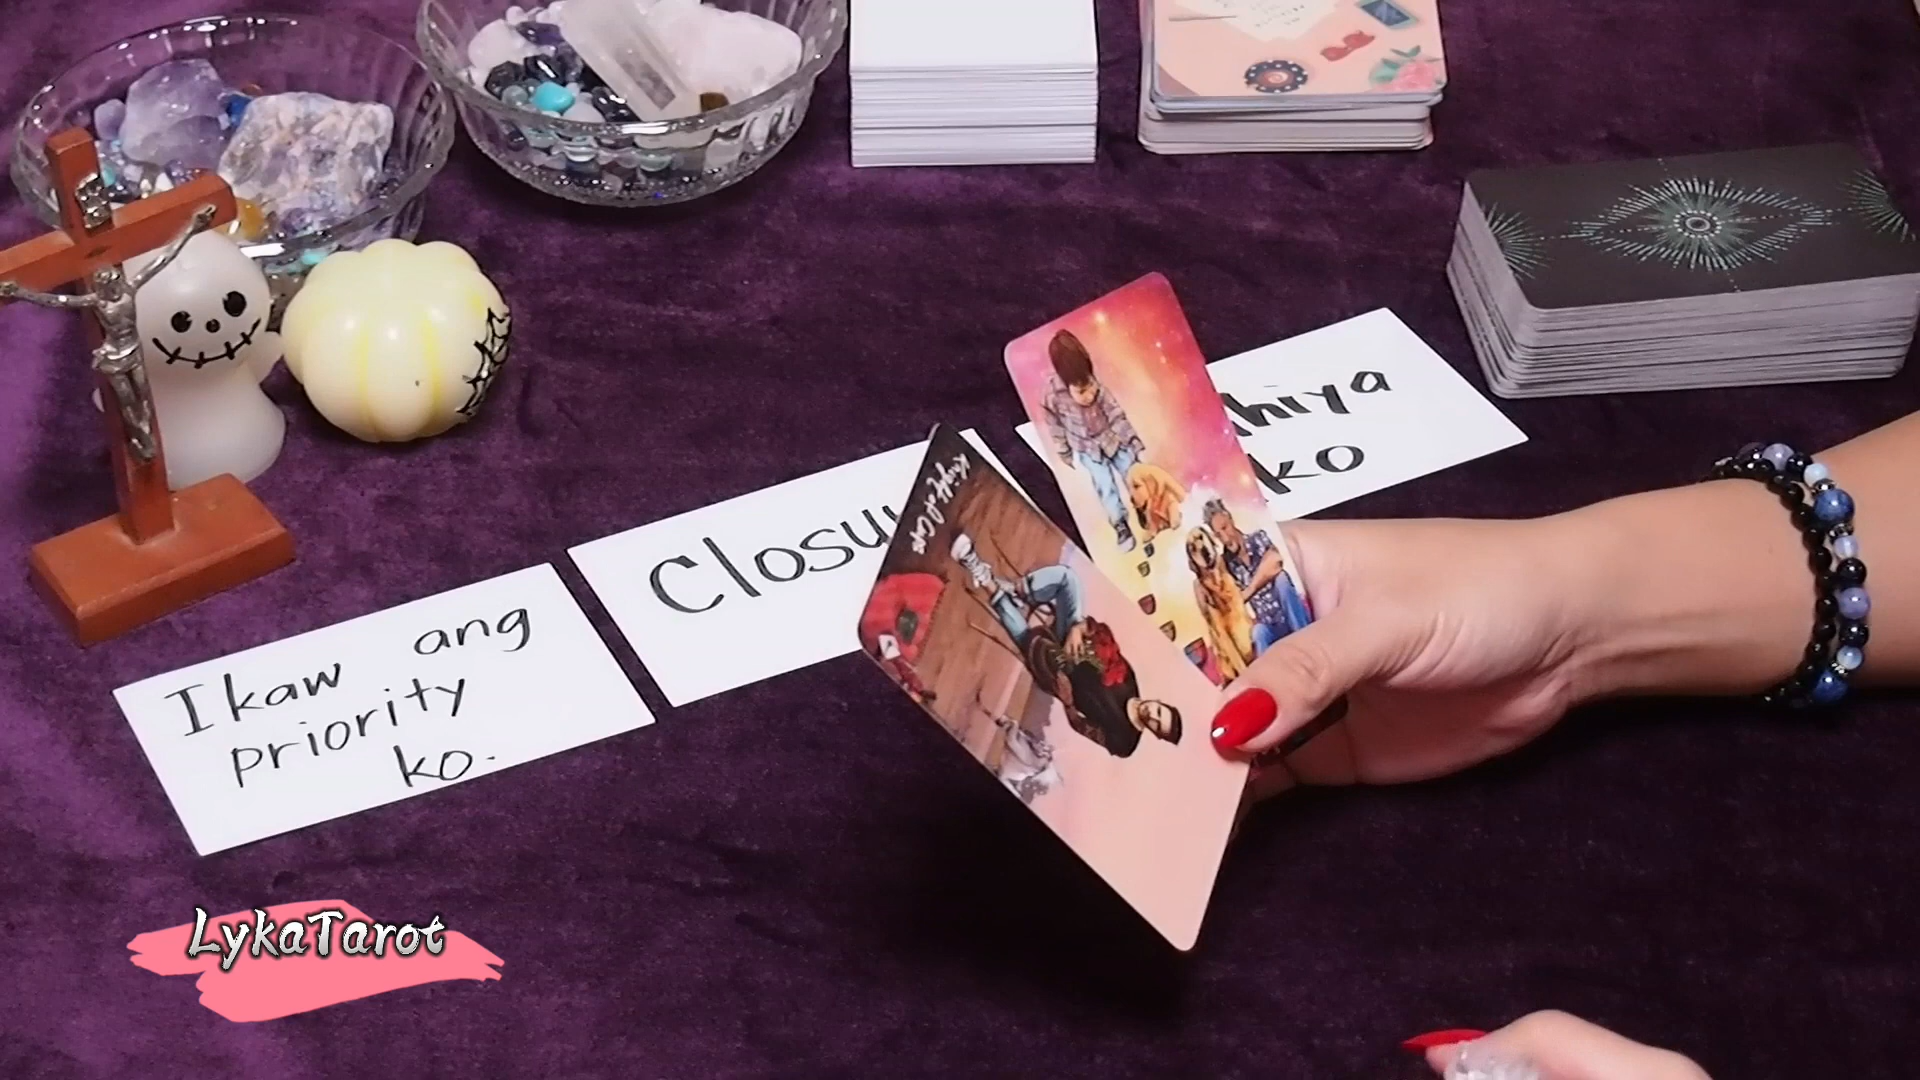 Ikaw ang
priority
ko.
Closu
hiya
ko
Knight of Cups
LykaTarot